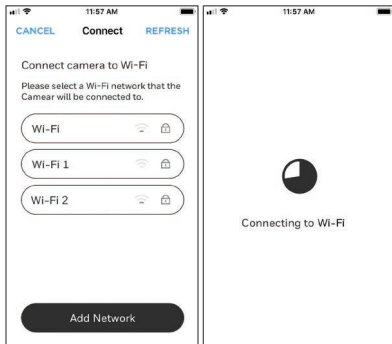 11:57 AM
CANCEL Connect REFRESH
Connect camera to Wi-Fi
Please select a Wi-Fi network that the
Camear will be connected to.
Wi-Fi
Wi-Fi 1
Wi-Fi 2
Add Network
11:57 AM
Connecting to Wi-Fi